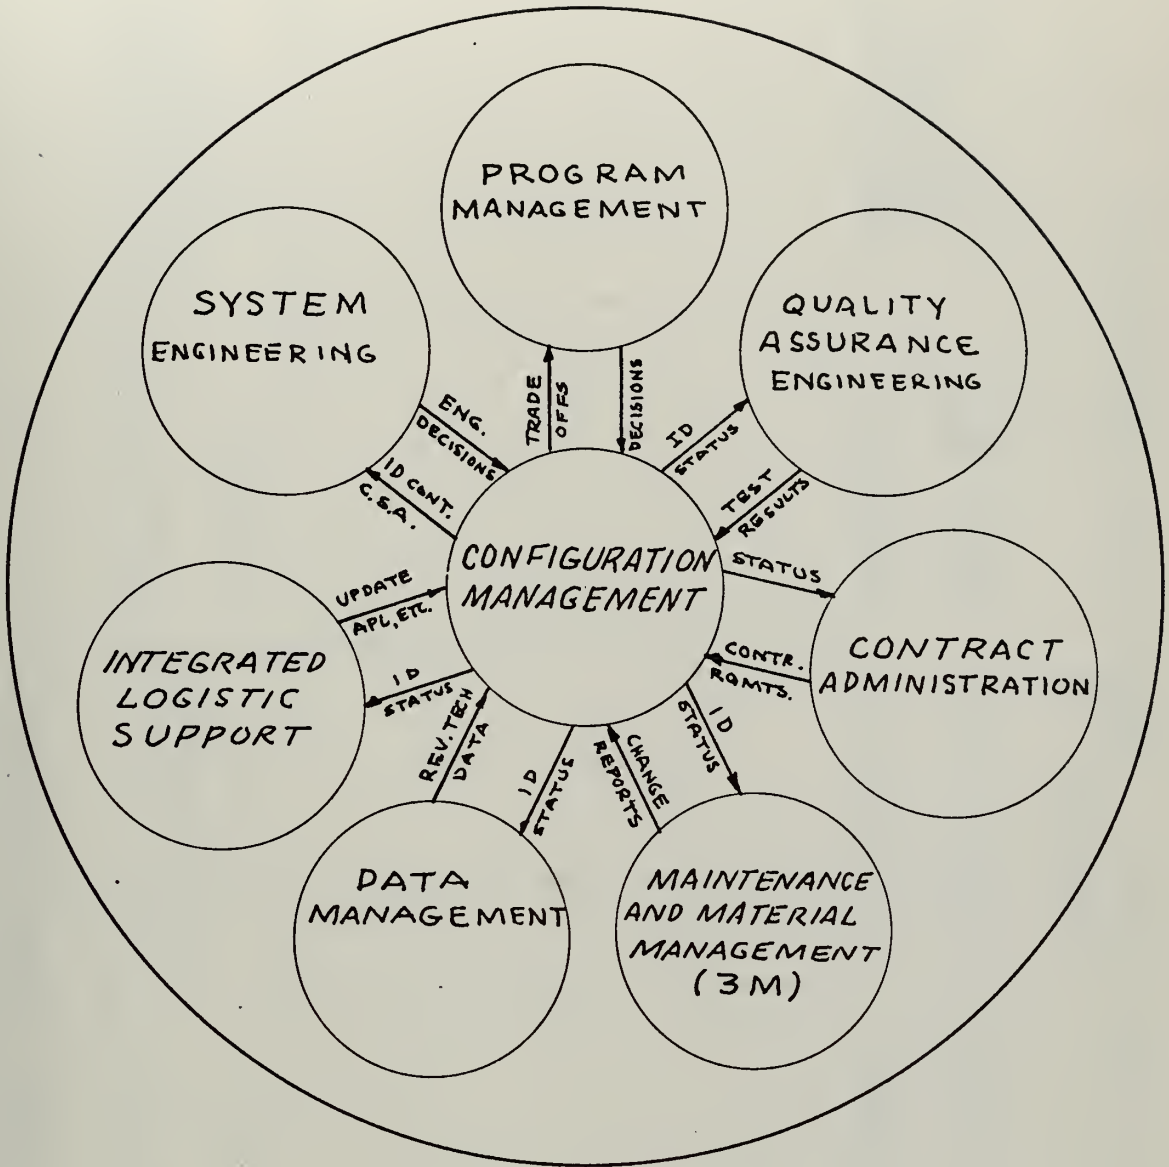 PROGRAM
MANAGEMENT
SYSTEM
ENGINEERING
QUALITY
ASSURANCE
ENGINEERING
TRADE
OFFS
DECISIONS
ENG.
DECISIONS
ID CONT.
C.S.A.
ID
STATUS
TEST
RESULTS
CONFIGURATION
MANAGEMENT
STATUS
CONTR.
RQMTS.
CONTRACT
ADMINISTRATION
UPDATE
APL, ETC.
ID
STATUS
INTEGRATED
LOGISTIC
SUPPORT
REV. TECH
DATA
ID
STATUS
CHANGE
REPORTS
ID
STATUS
DATA
MANAGEMENT
MAINTENANCE
AND MATERIAL
MANAGEMENT
(3M)